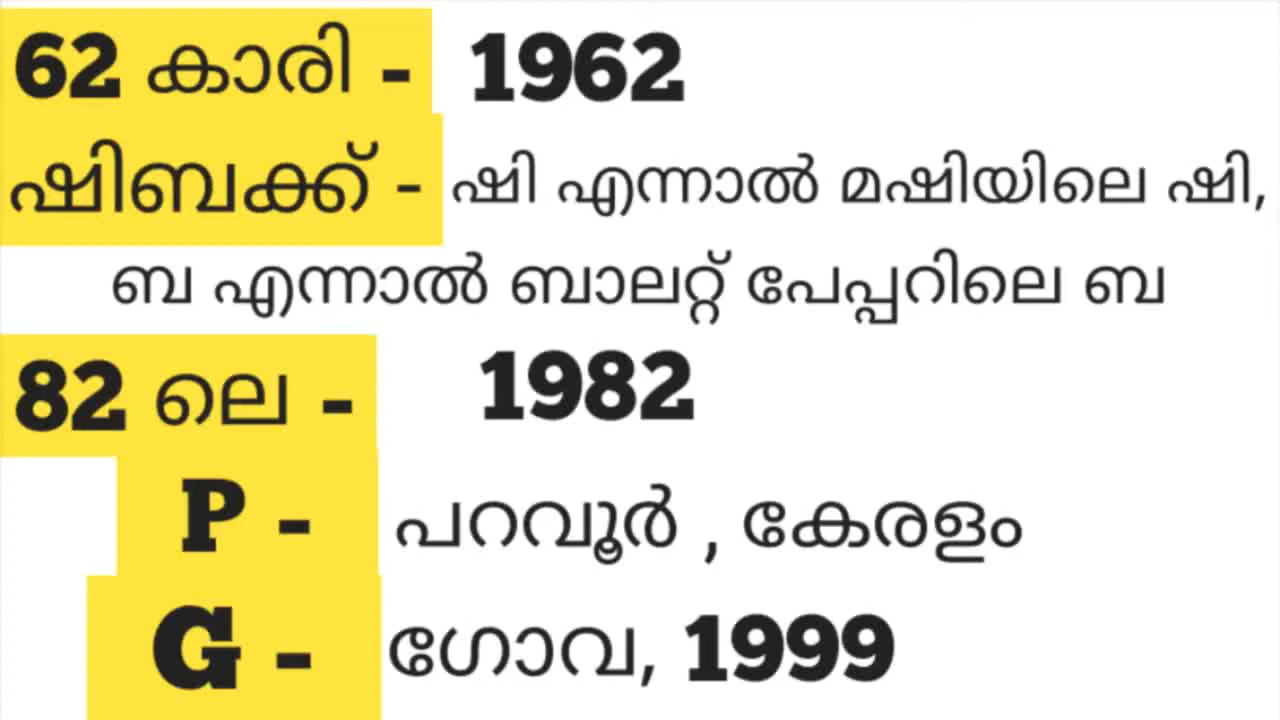 62 കാരി - 1962
ഷിബക്ക് - ഷി എന്നാൽ മഷിയിലെ ഷി,
ബ എന്നാൽ ബാലറ്റ് പേപ്പറിലെ ബ
82 ലെ - 1982
P - പറവൂർ , കേരളം
G - ഗോവ, 1999